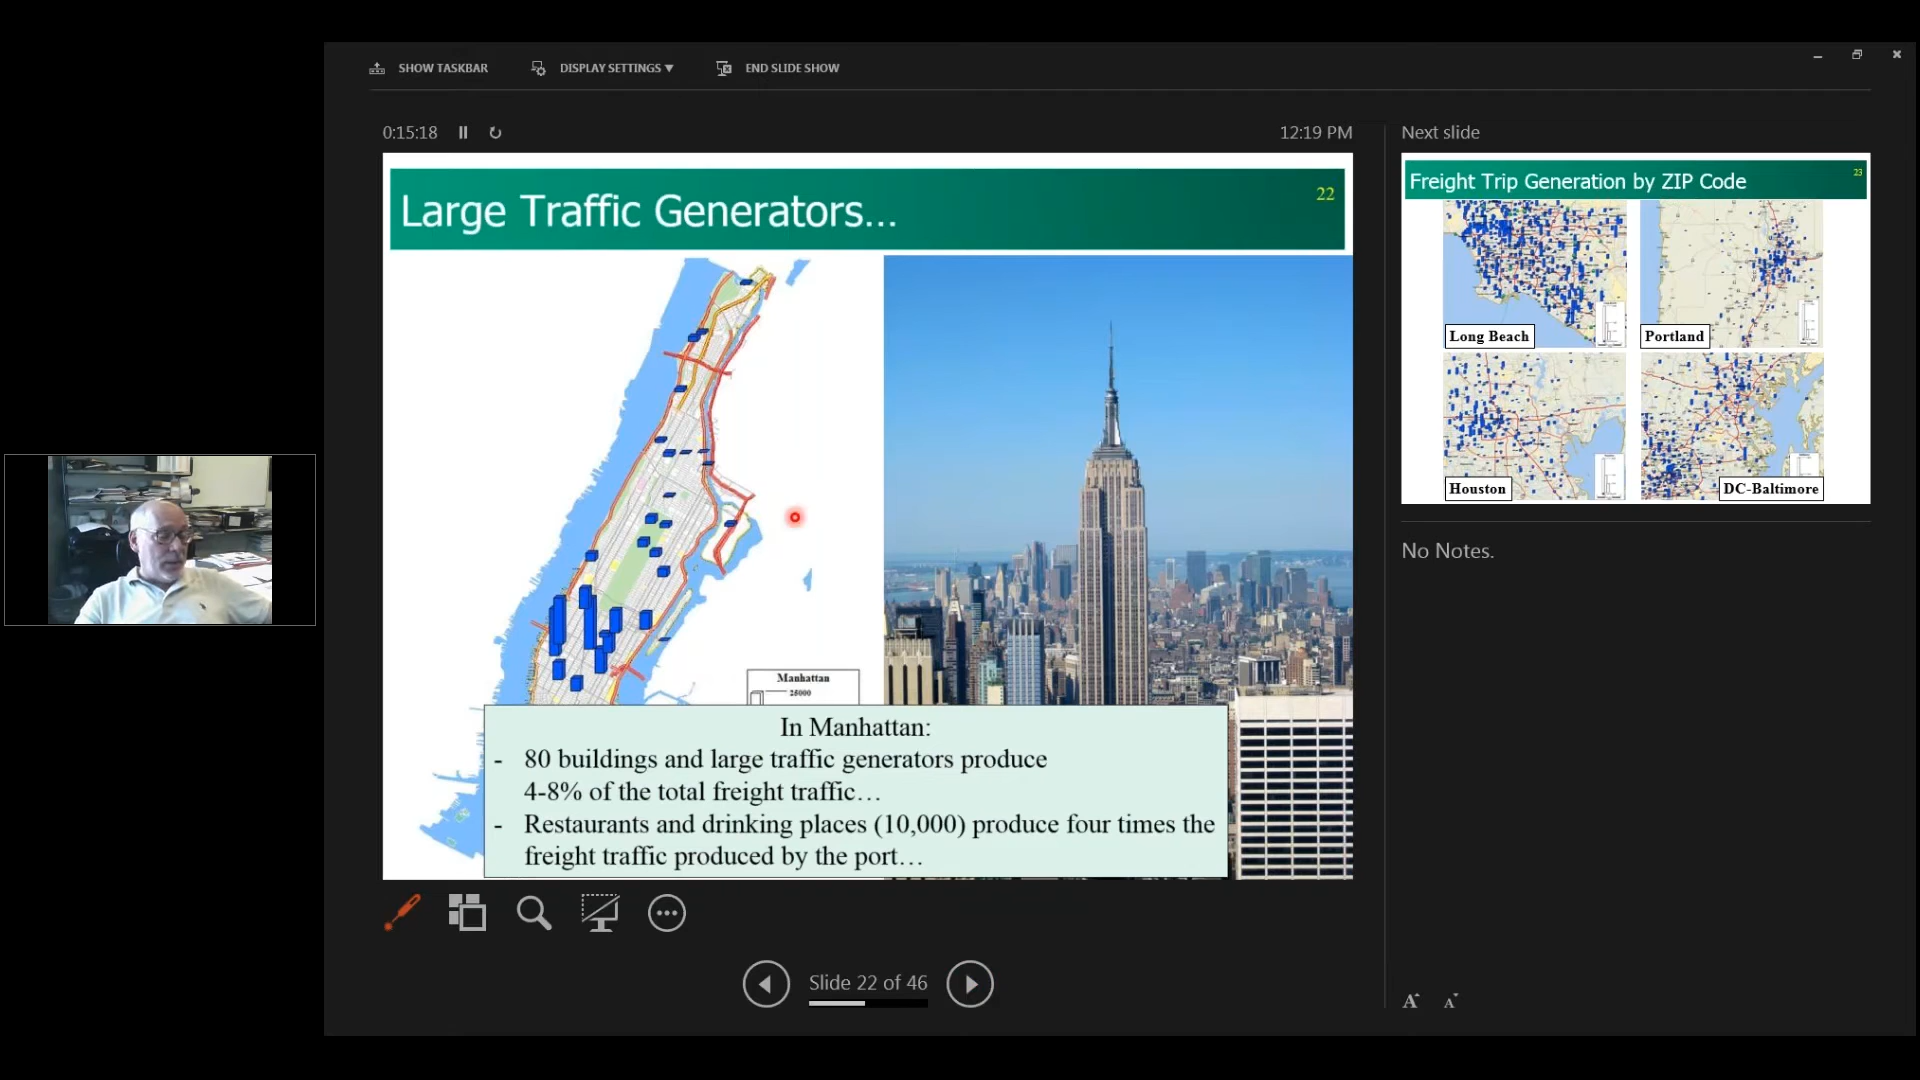 SHOW TASKBAR
DISPLAY SETTINGS ▼
END SLIDE SHOW
0:15:18
12:19 PM
Large Traffic Generators...
22
Manhattan
25000
In Manhattan:
- 80 buildings and large traffic generators produce
4-8% of the total freight traffic...
- Restaurants and drinking places (10,000) produce four times the
freight traffic produced by the port...
Slide 22 of 46
Next slide
Freight Trip Generation by ZIP Code
23
Long Beach
Portland
Houston
DC-Baltimore
No Notes.
A
A